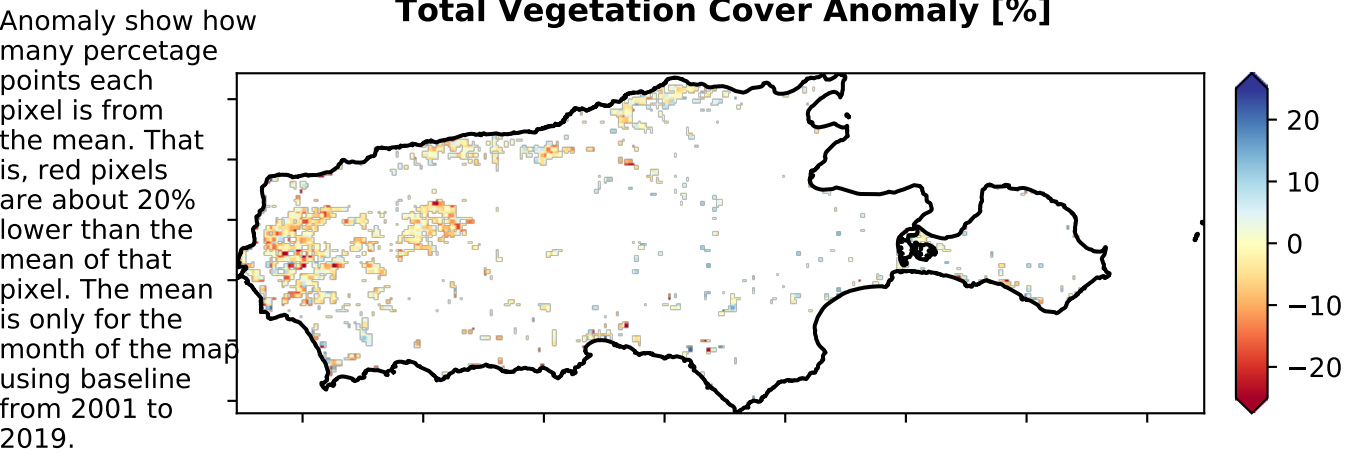 Total Vegetation Cover Anomaly [%]
Anomaly show how
many percetage
points each
pixel is from
the mean. That
is, red pixels
are about 20%
lower than the
mean of that
pixel. The mean
is only for the
month of the map
using baseline
from 2001 to
2019.
20
10
0
−10
−20